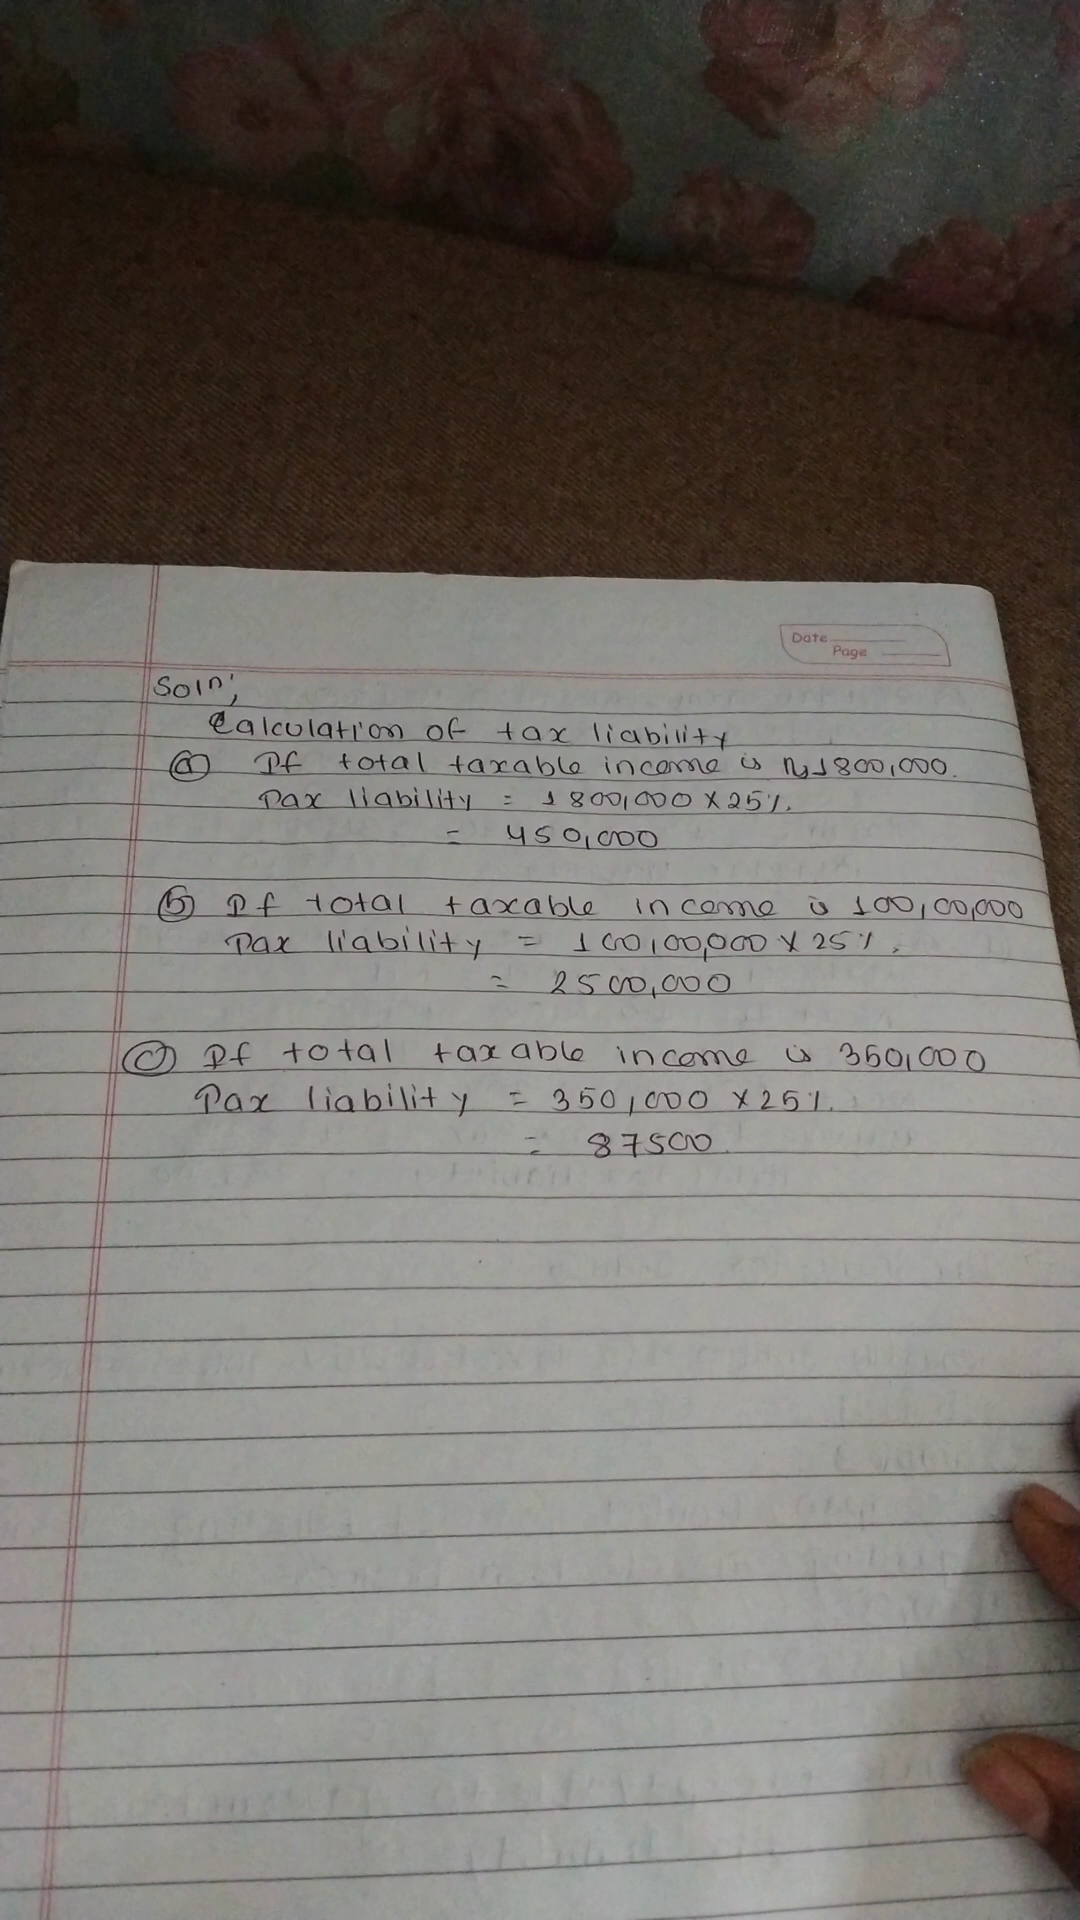 Date
Page
Soln;
Calculation of tax liability
(a) If total taxable income is Rs 1800,000.
Tax liability = 1800,000 × 25%.
= 450,000
(b) If total taxable income is 100,00,000
Tax liability = 100,00,000 × 25%.
= 2500,000
(c) If total taxable income is 350,000
Tax liability = 350,000 × 25%.
= 87500.